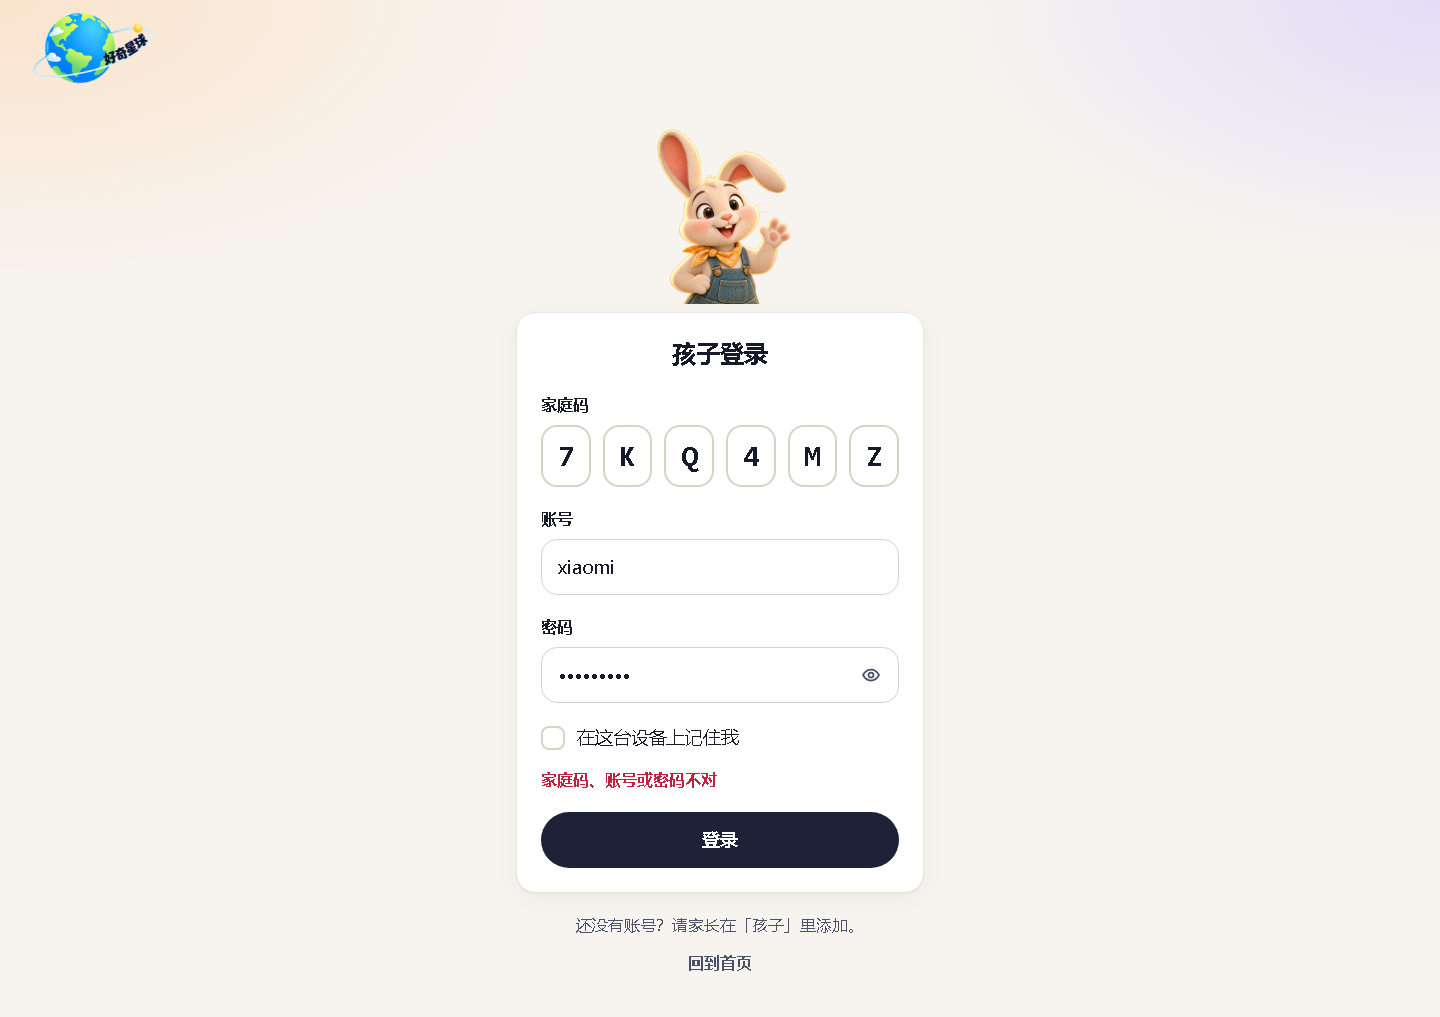 好奇星球
孩子登录
家庭码
7 K Q 4 M Z
账号
xiaomi
密码
•••••••••
在这台设备上记住我
家庭码、账号或密码不对
登录
还没有账号？请家长在「孩子」里添加。
回到首页